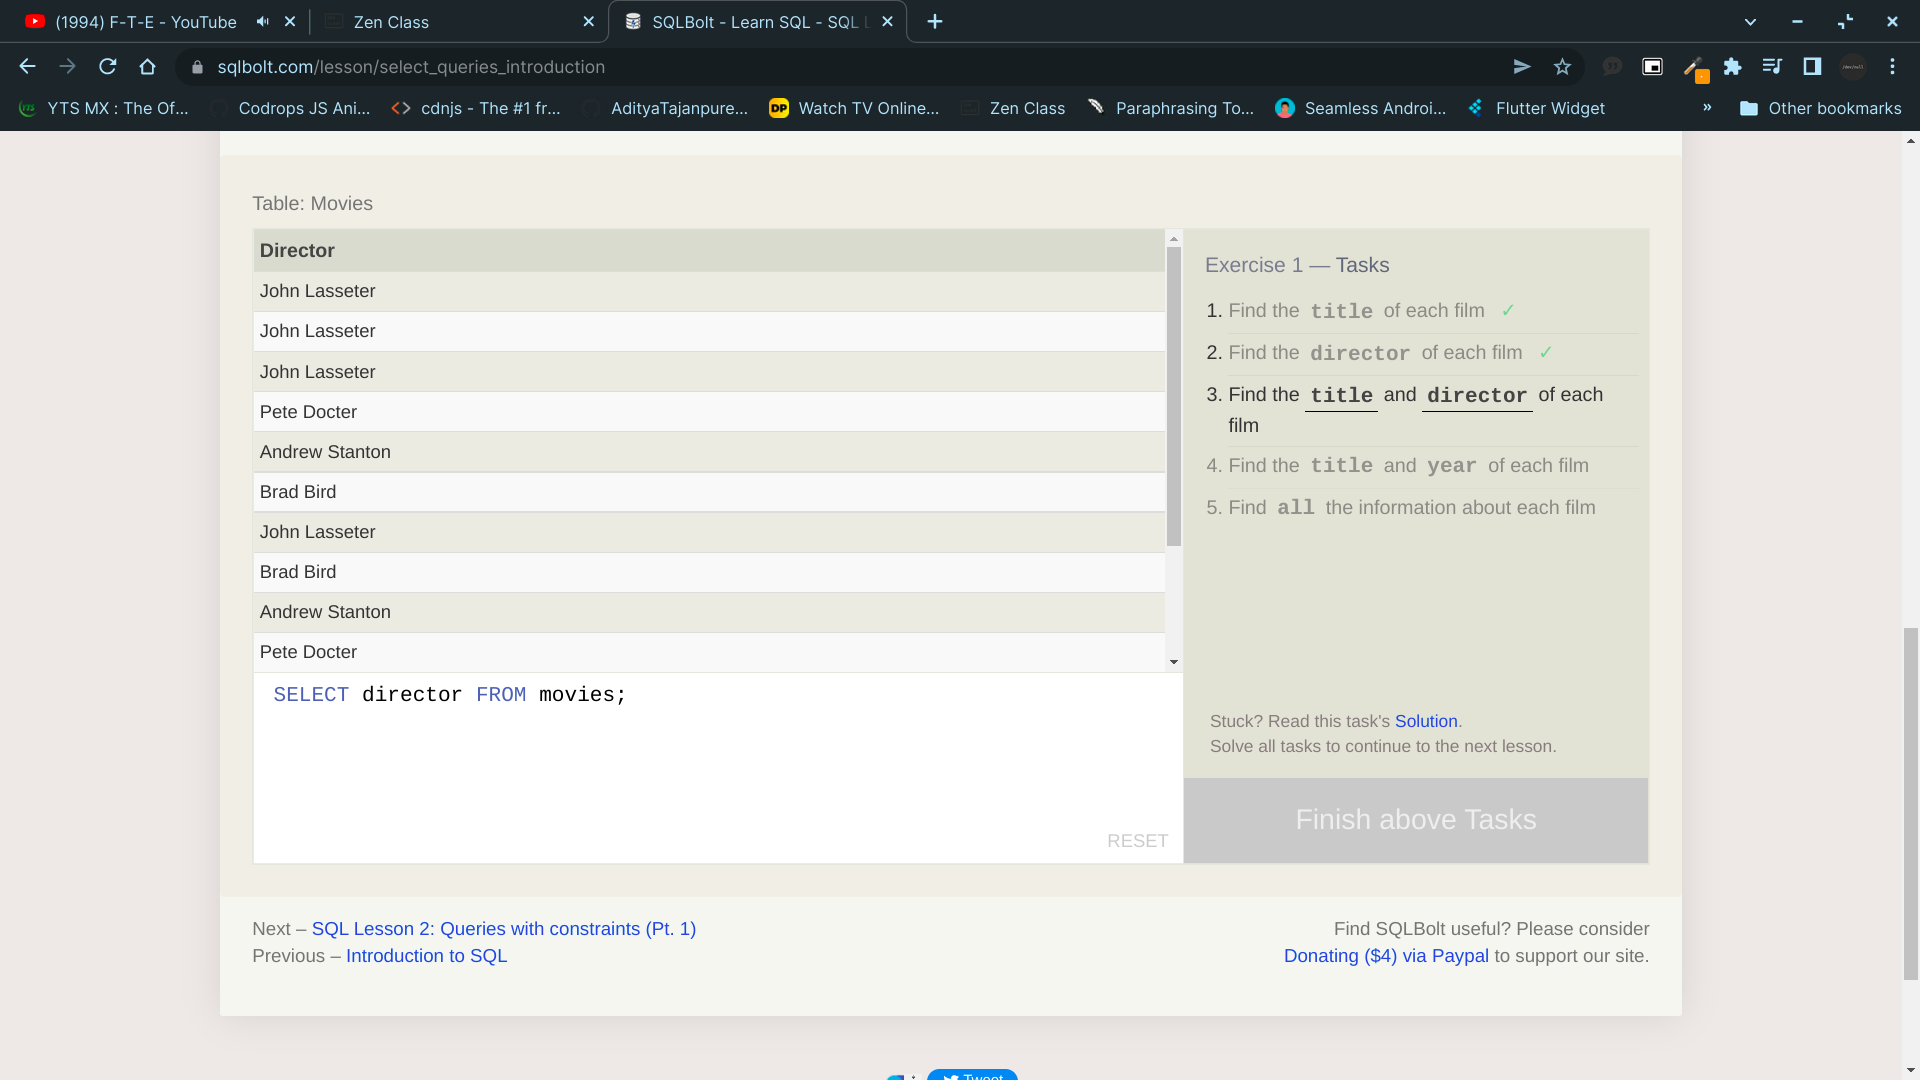 (1994) F-T-E - YouTube
Zen Class
SQLBolt - Learn SQL - SQL
sqlbolt.com/lesson/select_queries_introduction
YTS MX : The Of...
Codrops JS Ani...
cdnjs - The #1 fr...
AdityaTajanpure...
DP Watch TV Online...
Zen Class
Paraphrasing To...
Seamless Androi...
Flutter Widget
»
Other bookmarks
Table: Movies
Director
John Lasseter
John Lasseter
John Lasseter
Pete Docter
Andrew Stanton
Brad Bird
John Lasseter
Brad Bird
Andrew Stanton
Pete Docter
SELECT director FROM movies;
RESET
Exercise 1 — Tasks
1. Find the title of each film ✓
2. Find the director of each film ✓
3. Find the title and director of each
film
4. Find the title and year of each film
5. Find all the information about each film
Stuck? Read this task's Solution.
Solve all tasks to continue to the next lesson.
Finish above Tasks
Next – SQL Lesson 2: Queries with constraints (Pt. 1)
Previous – Introduction to SQL
Find SQLBolt useful? Please consider
Donating ($4) via Paypal to support our site.
Tweet